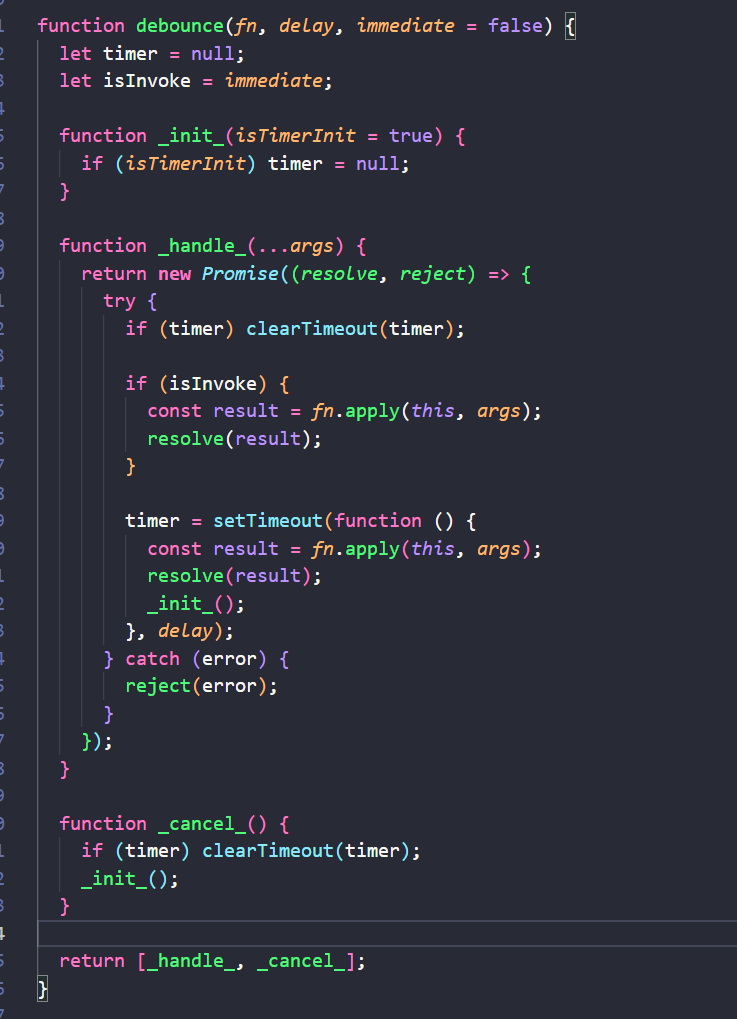 function debounce(fn, delay, immediate = false) {
  let timer = null;
  let isInvoke = immediate;

  function _init_(isTimerInit = true) {
    if (isTimerInit) timer = null;
  }

  function _handle_(...args) {
    return new Promise((resolve, reject) => {
      try {
        if (timer) clearTimeout(timer);

        if (isInvoke) {
          const result = fn.apply(this, args);
          resolve(result);
        }

        timer = setTimeout(function () {
          const result = fn.apply(this, args);
          resolve(result);
          _init_();
        }, delay);
      } catch (error) {
        reject(error);
      }
    });
  }

  function _cancel_() {
    if (timer) clearTimeout(timer);
    _init_();
  }

  return [_handle_, _cancel_];
}